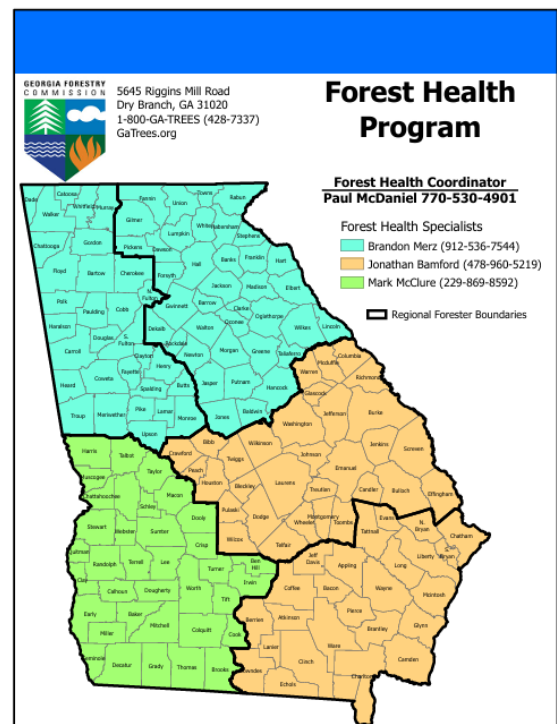 GEORGIA FORESTRY
COMMISSION
5645 Riggins Mill Road
Dry Branch, GA 31020
1-800-GA-TREES (428-7337)
GaTrees.org
Forest Health
Program
Forest Health Coordinator
Paul McDaniel 770-530-4901
Forest Health Specialists
Brandon Merz (912-536-7544)
Jonathan Bamford (478-960-5219)
Mark McClure (229-869-8592)
Regional Forester Boundaries
Dade
Catoosa
Whitfield
Murray
Walker
Fannin
Union
Towns
Rabun
Gilmer
White
Habersham
Lumpkin
Stephens
Chattooga
Gordon
Pickens
Dawson
Floyd
Bartow
Cherokee
Forsyth
Hall
Banks
Franklin
Hart
Polk
Paulding
Cobb
N.
Fulton
Gwinnett
Barrow
Jackson
Madison
Elbert
Clarke
Oconee
Oglethorpe
Haralson
Douglas
S.
Fulton
Dekalb
Rockdale
Walton
Wilkes
Lincoln
Carroll
Clayton
Fayette
Henry
Newton
Morgan
Greene
Taliaferro
Heard
Coweta
Spalding
Butts
Jasper
Putnam
Hancock
Troup
Meriwether
Pike
Lamar
Monroe
Jones
Baldwin
Upson
Warren
McDuffie
Columbia
Richmond
Glascock
Washington
Jefferson
Burke
Harris
Talbot
Taylor
Crawford
Bibb
Twiggs
Wilkinson
Johnson
Jenkins
Screven
Muscogee
Chattahoochee
Macon
Peach
Houston
Bleckley
Laurens
Emanuel
Treutlen
Candler
Bulloch
Effingham
Schley
Dooly
Pulaski
Dodge
Wheeler
Montgomery
Toombs
Stewart
Webster
Sumter
Crisp
Wilcox
Telfair
Tattnall
Evans
N.
Bryan
Chatham
Quitman
Randolph
Terrell
Lee
Turner
Ben
Hill
Irwin
Jeff
Davis
Appling
Long
Liberty
S.
Bryan
Clay
Calhoun
Dougherty
Worth
Tift
Coffee
Bacon
Wayne
McIntosh
Early
Baker
Mitchell
Colquitt
Cook
Berrien
Atkinson
Pierce
Brantley
Glynn
Miller
Lanier
Clinch
Ware
Camden
Seminole
Decatur
Grady
Thomas
Brooks
Lowndes
Echols
Charlton